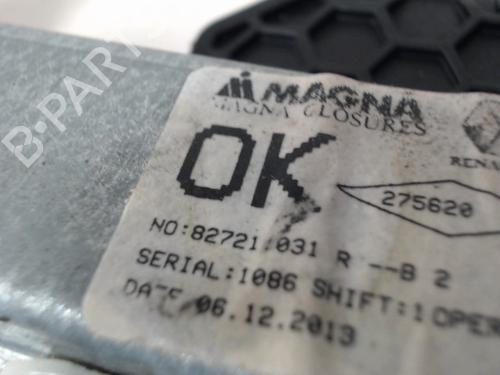 B-PARTS
MAGNA
MAGNA CLOSURES
RENA
OK
275620
NO:82721.031 R --B 2
SERIAL:1086 SHIFT:1 OPER
DATE 06.12.2013